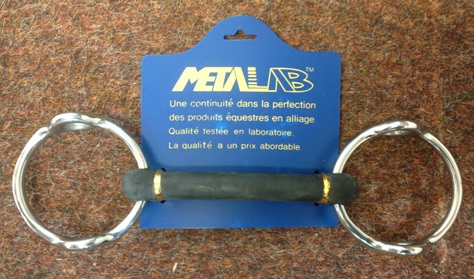 METALAB™
Une continuité dans la perfection
des produits équestres en alliage.
Qualité testée en laboratoire.
La qualité a un prix abordable.